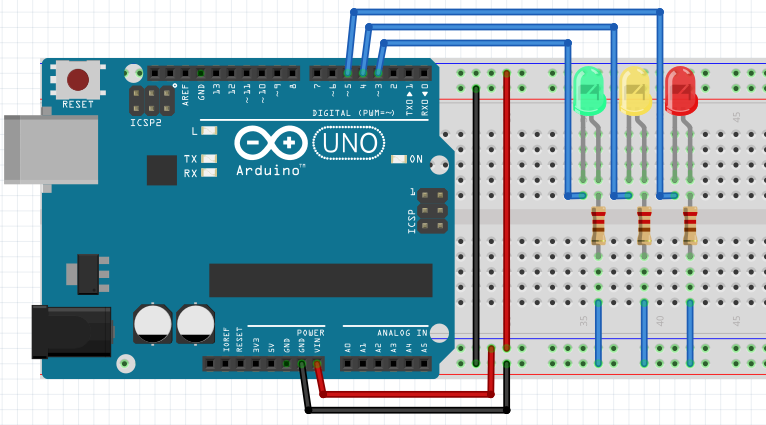 RESET
ICSP2
AREF
GND
13
12
~11
~10
~9
8
7
~6
~5
4
~3
2
TX0▶1
RX0◀0
DIGITAL (PWM=~)
L
TX
RX
UNO
ON
Arduino™
1
ICSP
45
35
40
45
POWER
ANALOG IN
IOREF
RESET
3V3
5V
GND
GND
VIN
A0
A1
A2
A3
A4
A5